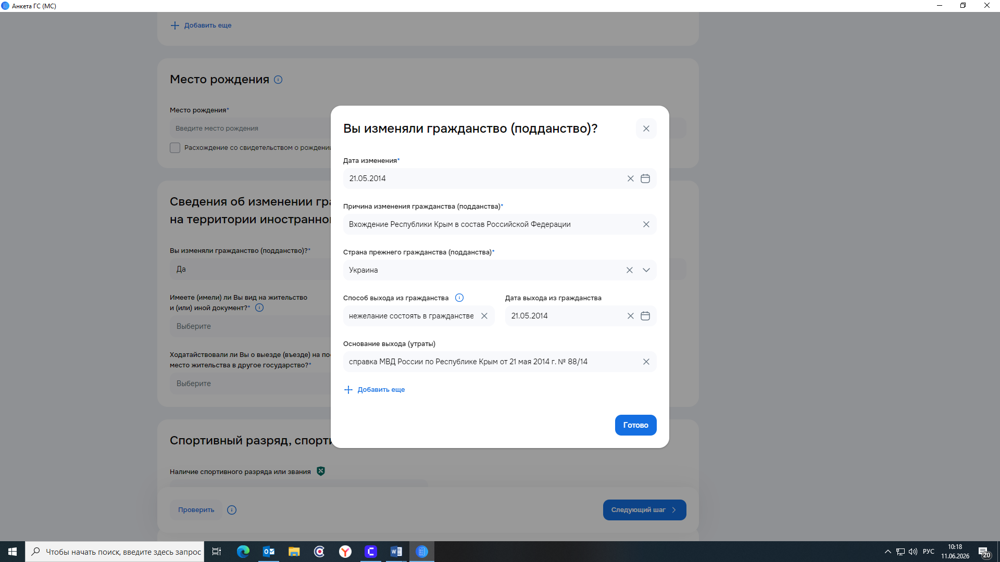 Анкета ГС (МС)
Добавить еще
Место рождения
Место рождения*
Введите место рождения
Расхождение со свидетельством о рождении
Сведения об изменении гра
на территории иностранног
Вы изменяли гражданство (подданство)?*
Да
Имеете (имели) ли Вы вид на жительство
и (или) иной документ?*
Выберите
Ходатайствовали ли Вы о выезде (въезде) на пос
место жительства в другое государство?*
Выберите
Спортивный разряд, спорти
Наличие спортивного разряда или звания
Проверить
Следующий шаг
Вы изменяли гражданство (подданство)?
Дата изменения*
21.05.2014
Причина изменения гражданства (подданства)*
Вхождение Республики Крым в состав Российской Федерации
Страна прежнего гражданства (подданства)*
Украина
Способ выхода из гражданства
Дата выхода из гражданства
нежелание состоять в гражданстве
21.05.2014
Основание выхода (утраты)
справка МВД России по Республике Крым от 21 мая 2014 г. № 88/14
Добавить еще
Готово
Чтобы начать поиск, введите здесь запрос
РУС
10:18
11.06.2026
20